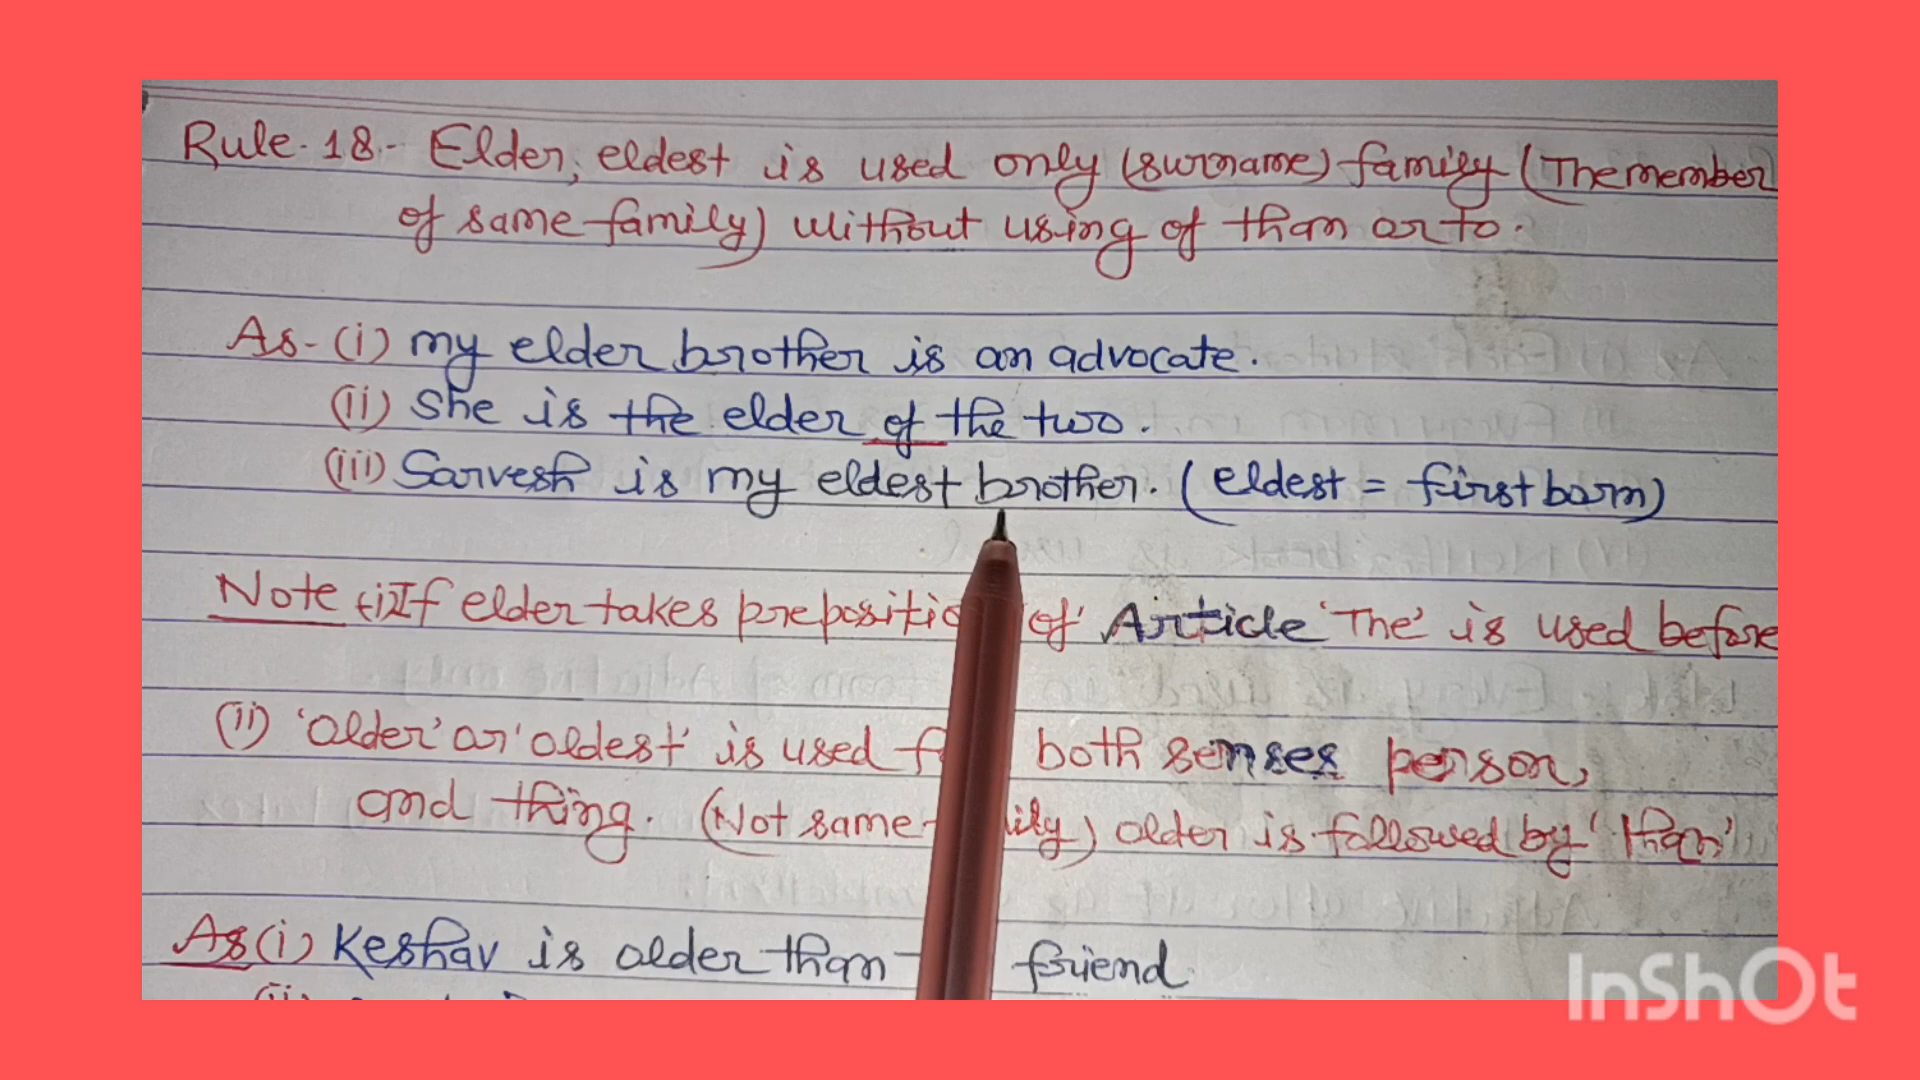 Rule-18.- Elder, eldest is used only (surname) family (The member
of same family) without using of than or to.
As-(i) my elder brother is an advocate.
(ii) She is the elder of the two.
(iii) Sarvesh is my eldest brother. (eldest = first born)
Note (i) If elder takes prepositio of' Article 'The' is used before
(ii) 'older' or 'oldest' is used f both senses person,
and thing. (Not same ily) older is followed by 'than'
As (i) Keshav is older than friend
InShOt